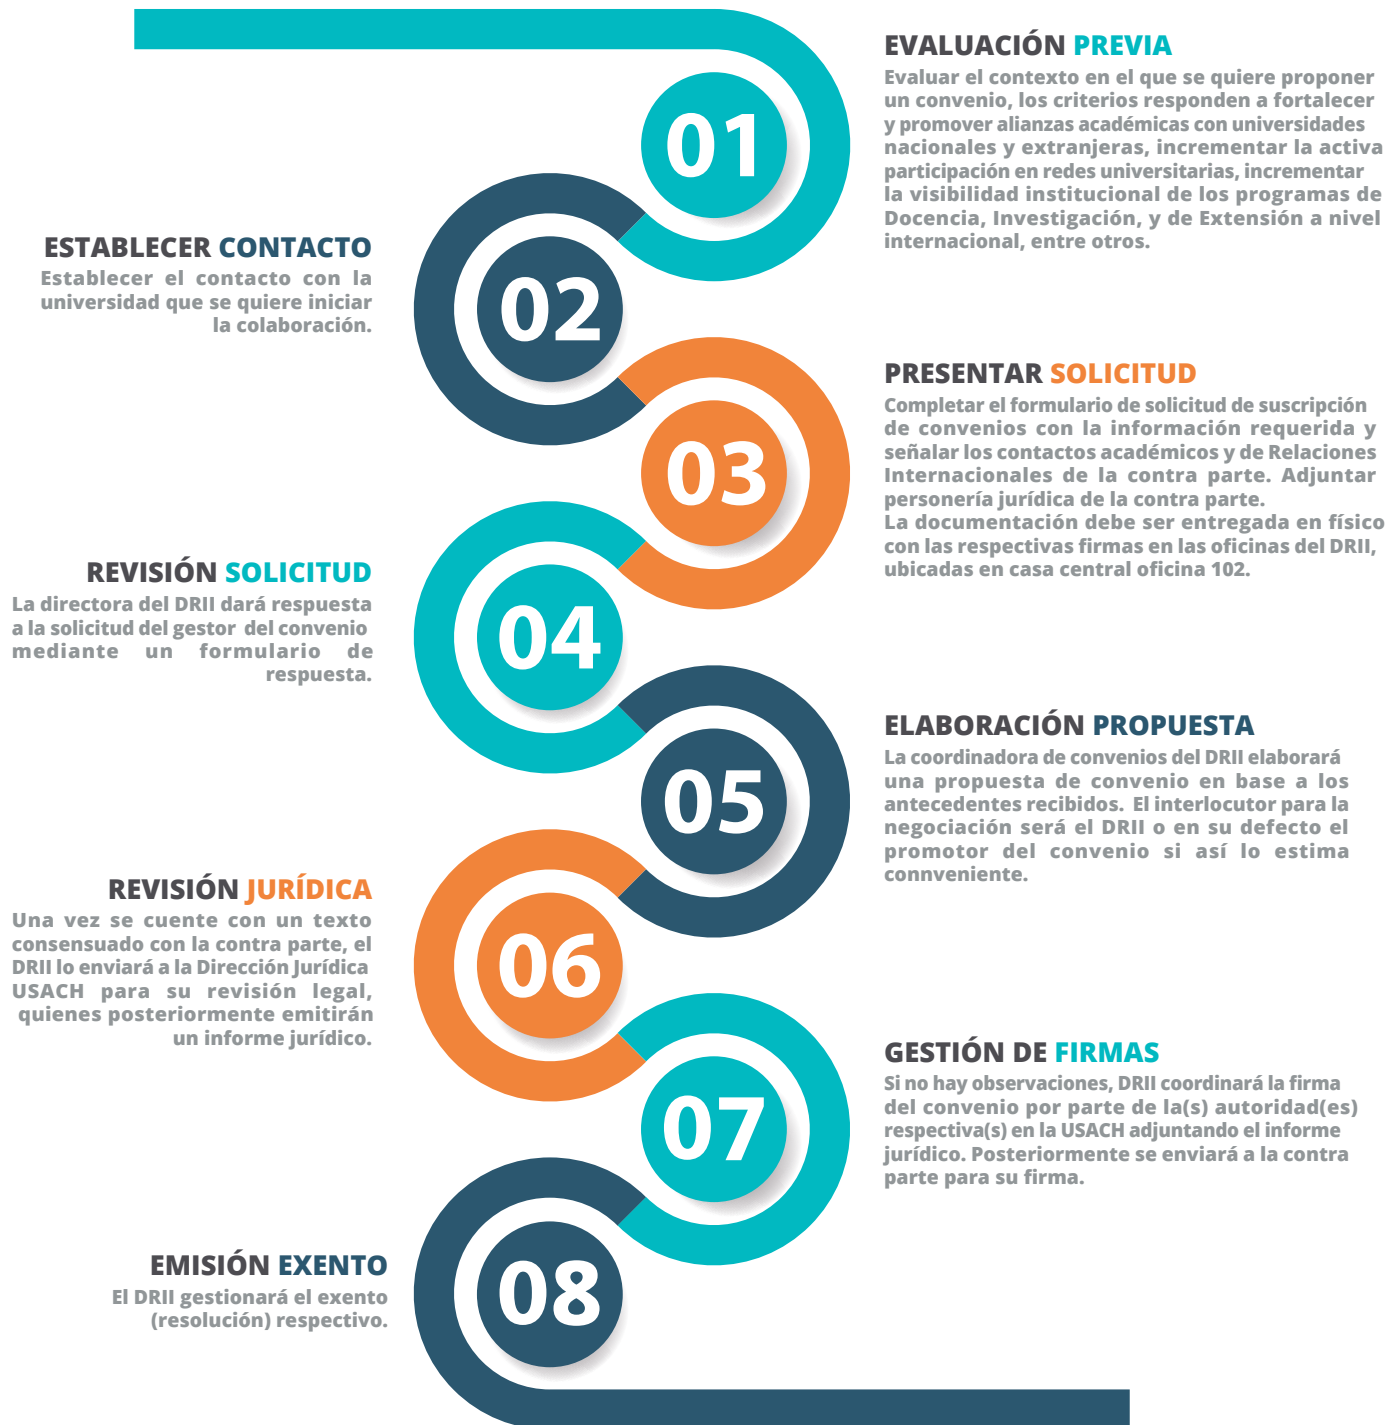 01
EVALUACIÓN PREVIA
Evaluar el contexto en el que se quiere proponer
un convenio, los criterios responden a fortalecer
y promover alianzas académicas con universidades
nacionales y extranjeras, incrementar la activa
participación en redes universitarias, incrementar
la visibilidad institucional de los programas de
Docencia, Investigación, y de Extensión a nivel
internacional, entre otros.
02
ESTABLECER CONTACTO
Establecer el contacto con la
universidad que se quiere iniciar
la colaboración.
03
PRESENTAR SOLICITUD
Completar el formulario de solicitud de suscripción
de convenios con la información requerida y
señalar los contactos académicos y de Relaciones
Internacionales de la contra parte. Adjuntar
personería jurídica de la contra parte.
La documentación debe ser entregada en físico
con las respectivas firmas en las oficinas del DRII,
ubicadas en casa central oficina 102.
04
REVISIÓN SOLICITUD
La directora del DRII dará respuesta
a la solicitud del gestor del convenio
mediante un formulario de
respuesta.
05
ELABORACIÓN PROPUESTA
La coordinadora de convenios del DRII elaborará
una propuesta de convenio en base a los
antecedentes recibidos. El interlocutor para la
negociación será el DRII o en su defecto el
promotor del convenio si así lo estima
connveniente.
06
REVISIÓN JURÍDICA
Una vez se cuente con un texto
consensuado con la contra parte, el
DRII lo enviará a la Dirección Jurídica
USACH para su revisión legal,
quienes posteriormente emitirán
un informe jurídico.
07
GESTIÓN DE FIRMAS
Si no hay observaciones, DRII coordinará la firma
del convenio por parte de la(s) autoridad(es)
respectiva(s) en la USACH adjuntando el informe
jurídico. Posteriormente se enviará a la contra
parte para su firma.
08
EMISIÓN EXENTO
El DRII gestionará el exento
(resolución) respectivo.